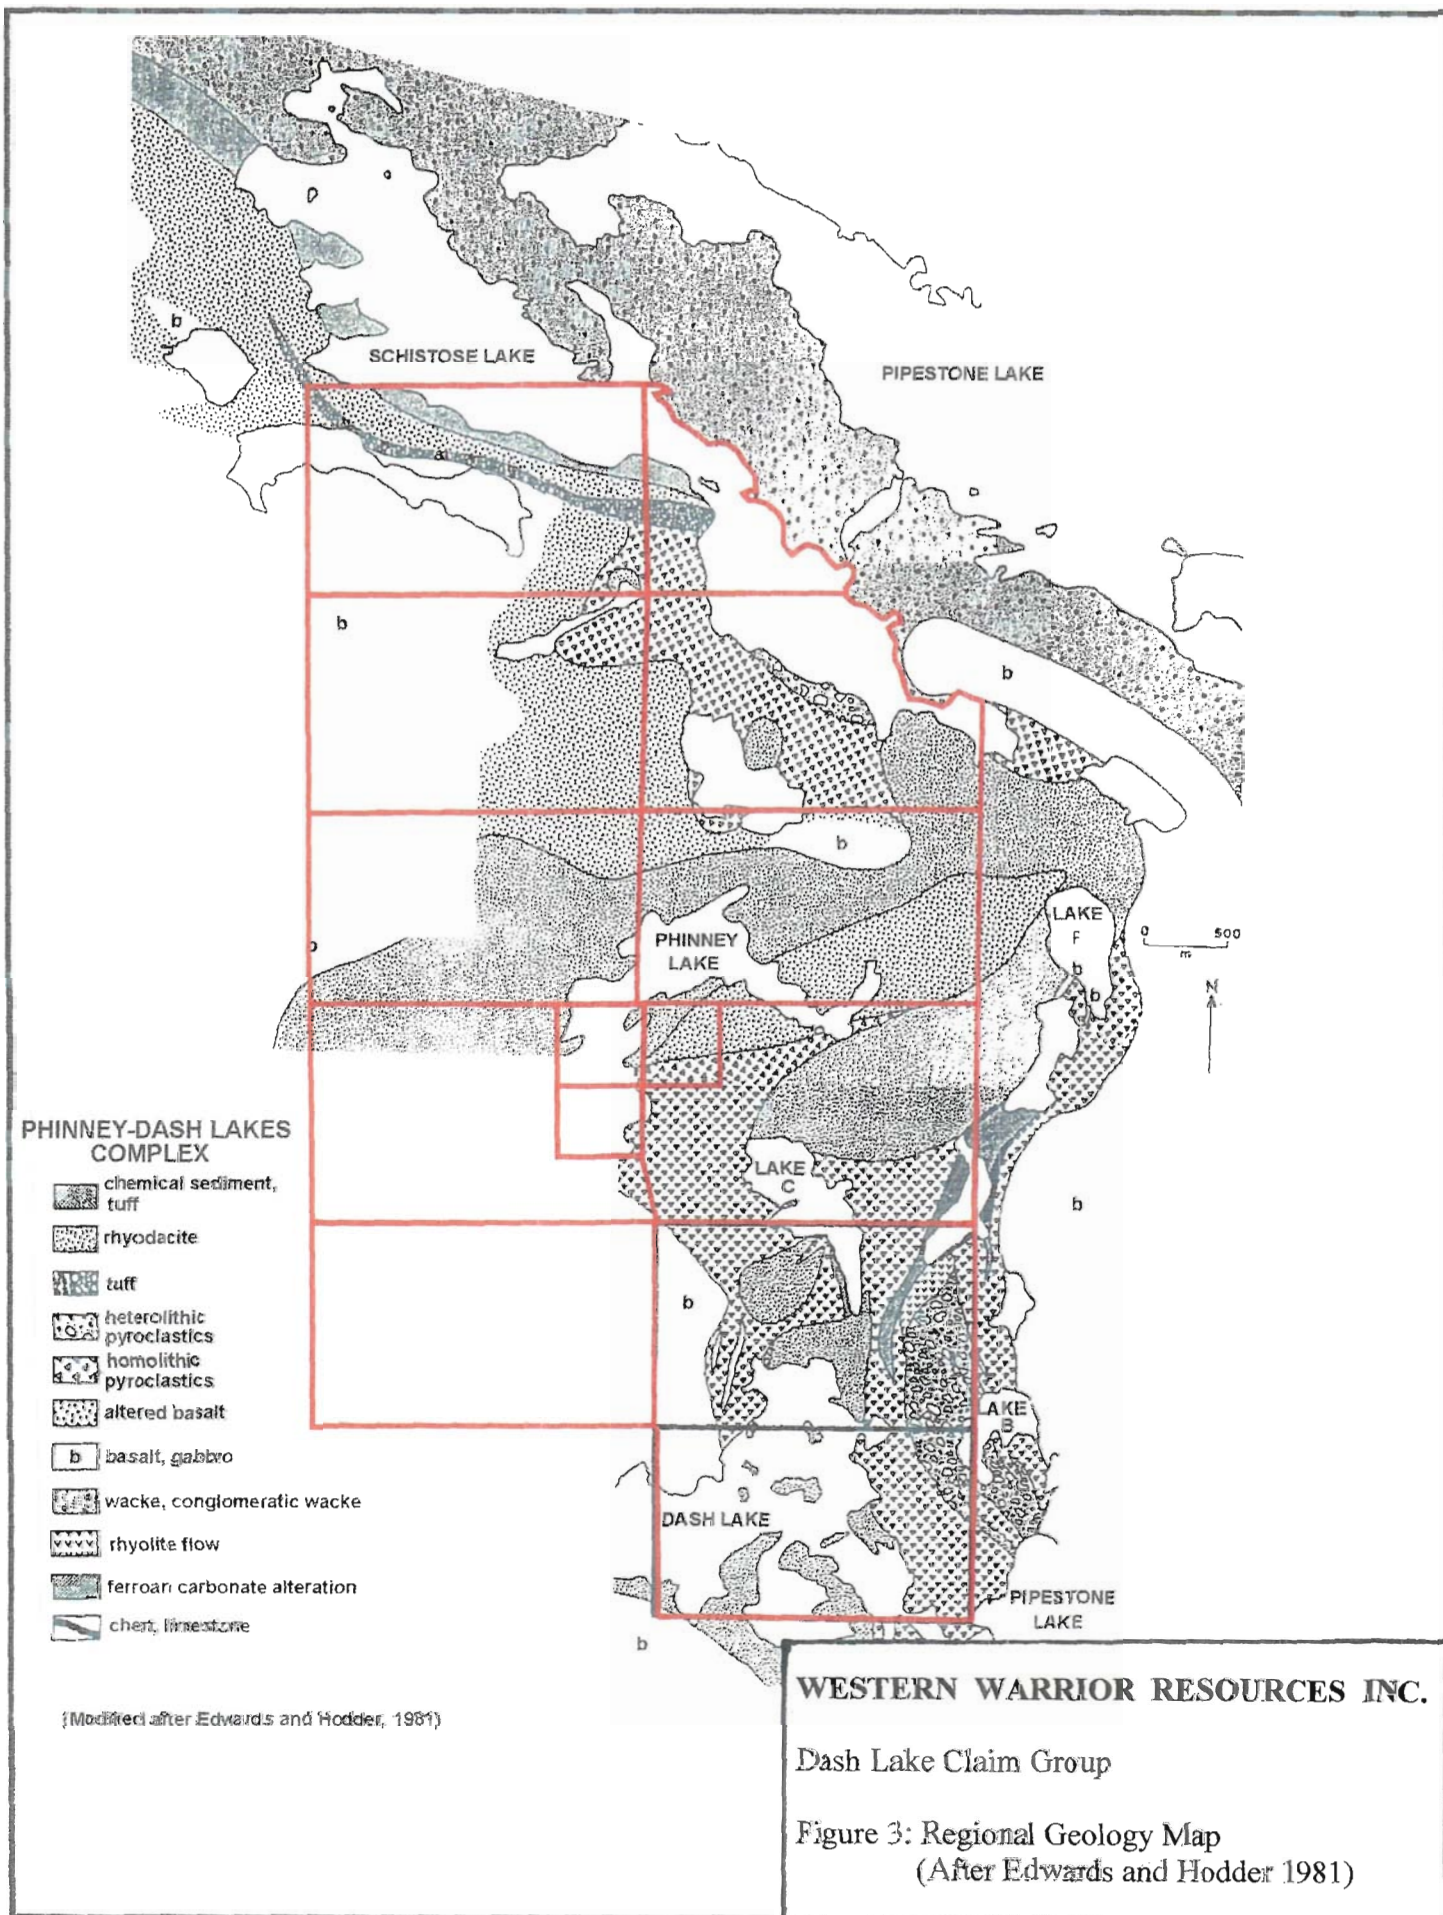 b
SCHISTOSE LAKE
PIPESTONE LAKE
b
a
b
b
b
LAKE
F
0 500
m
PHINNEY
LAKE
b
b
b
N
PHINNEY-DASH LAKES
COMPLEX
chemical sediment,
tuff
rhyodacite
tuff
heterolithic
pyroclastics
homolithic
pyroclastics
altered basalt
b basalt, gabbro
wacke, conglomeratic wacke
rhyolite flow
ferroan carbonate alteration
chert, limestone
LAKE
C
b
b
LAKE
B
DASH LAKE
PIPESTONE
LAKE
b
(Modified after Edwards and Hodder, 1981)
WESTERN WARRIOR RESOURCES INC.
Dash Lake Claim Group
Figure 3: Regional Geology Map
(After Edwards and Hodder 1981)